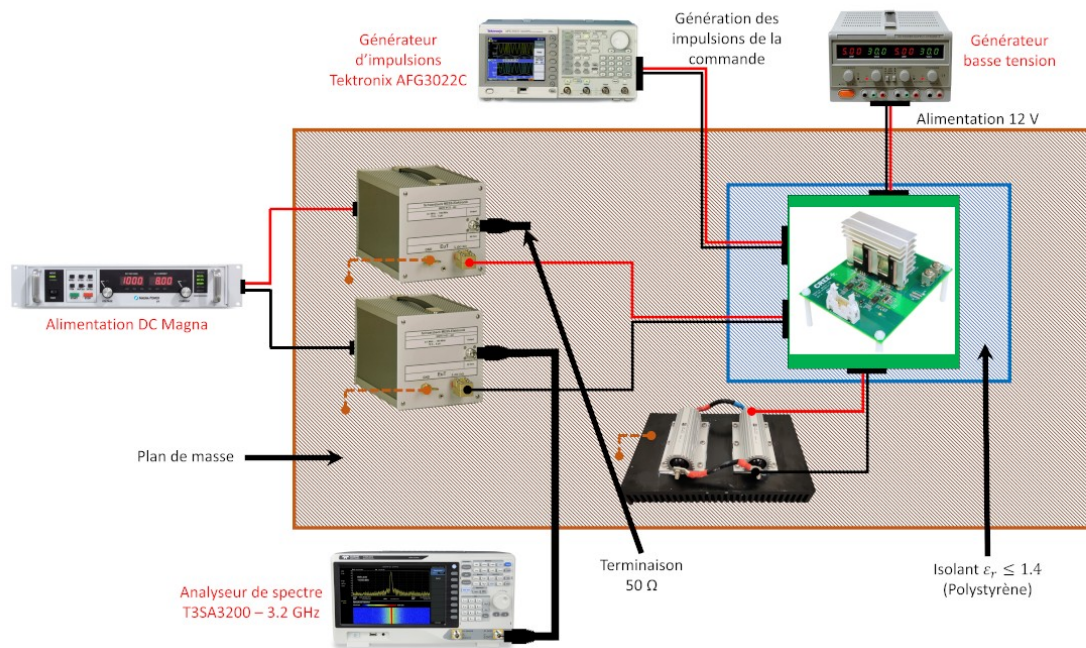 Générateur
d’impulsions
Tektronix AFG3022C
Génération des
impulsions de la
commande
Générateur
basse tension
Alimentation 12 V
Alimentation DC Magna
Plan de masse
Terminaison
50 Ω
Isolant εr ≤ 1.4
(Polystyrène)
Analyseur de spectre
T3SA3200 – 3.2 GHz